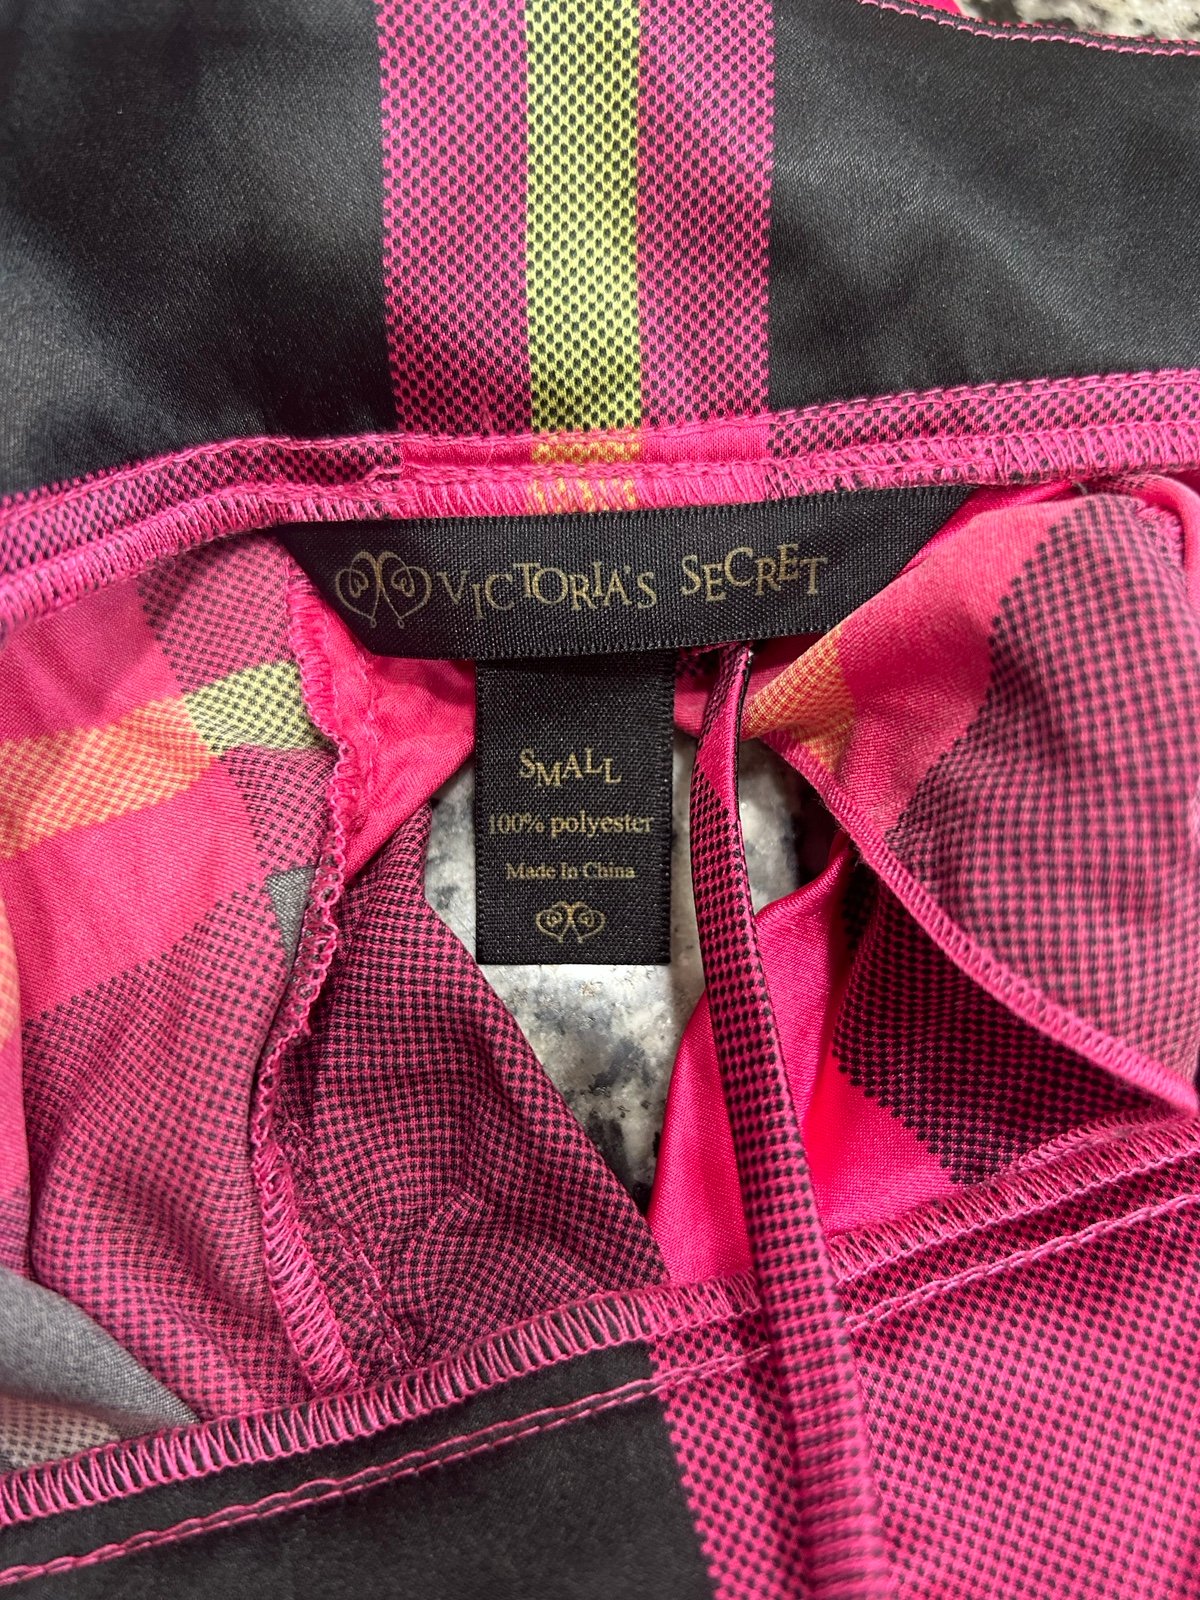 VICTORIA'S SECRET
SMALL
100% polyester
Made In China